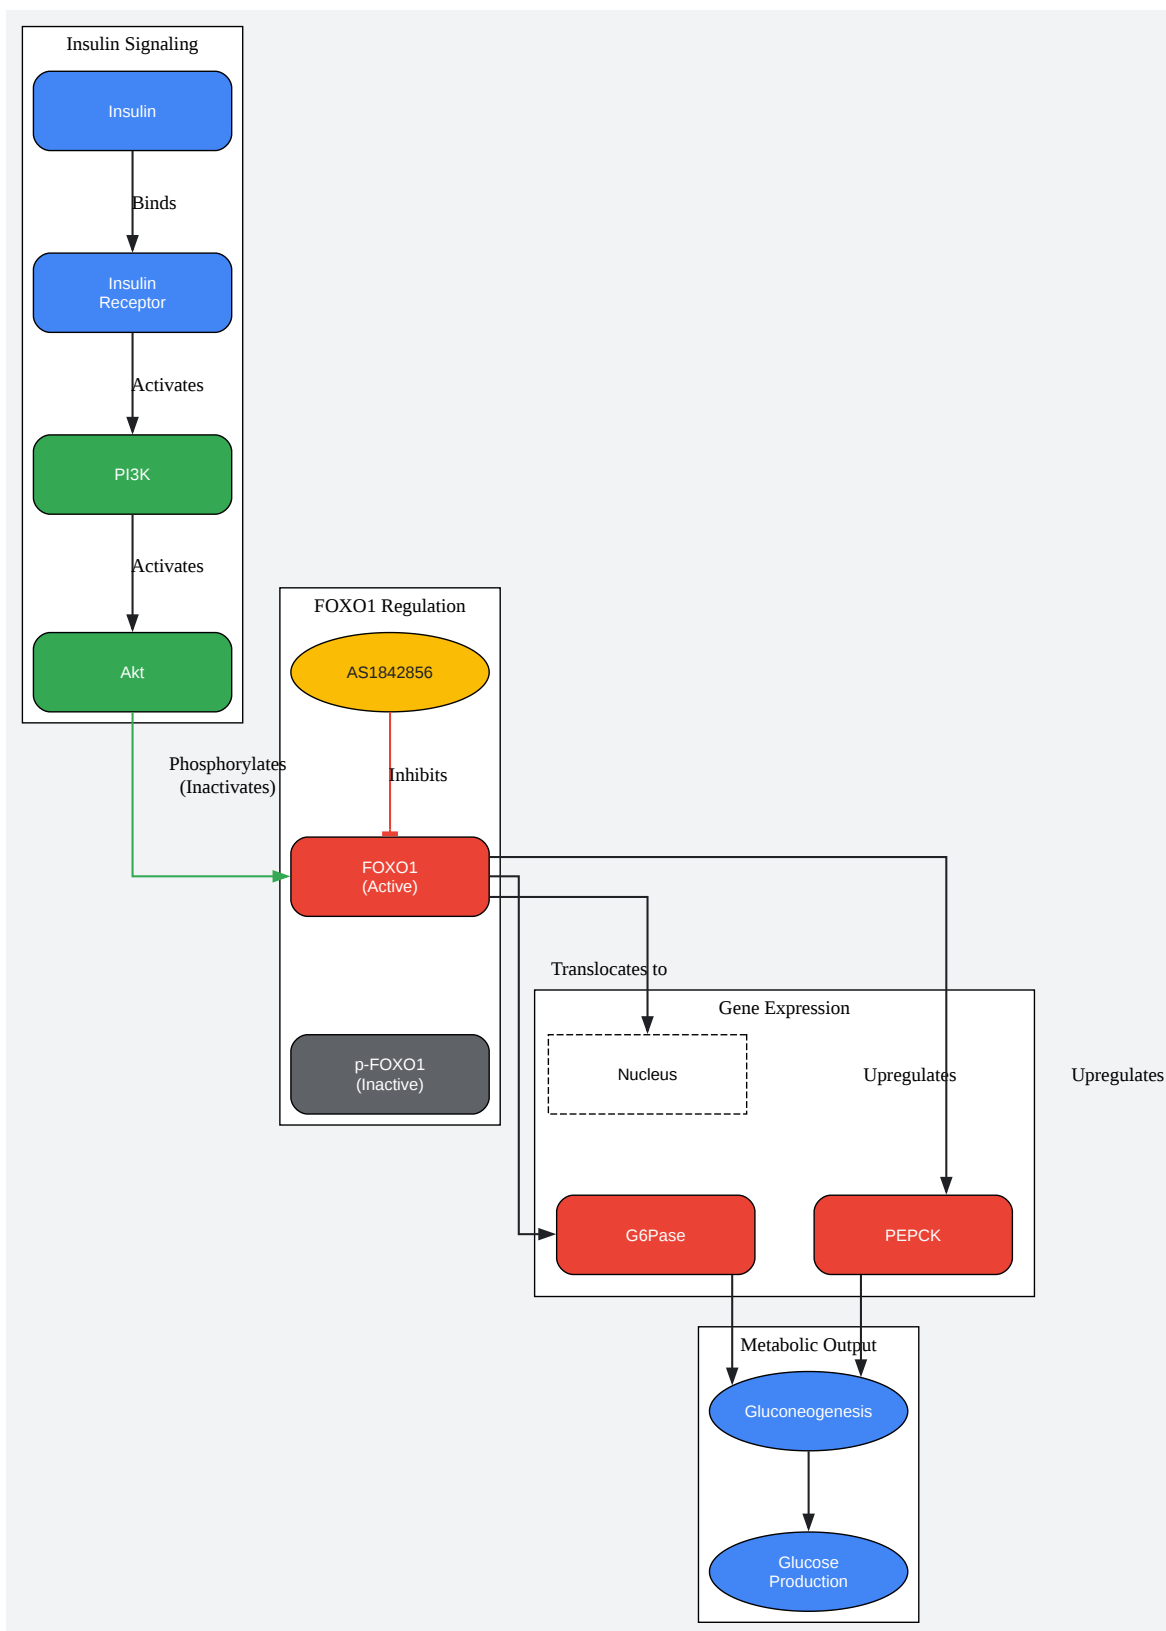 Insulin Signaling
Insulin
Binds
Insulin
Receptor
Activates
PI3K
Activates
Akt
Phosphorylates
(Inactivates)
FOXO1 Regulation
AS1842856
Inhibits
FOXO1
(Active)
p-FOXO1
(Inactive)
Translocates to
Gene Expression
Nucleus
Upregulates
Upregulates
G6Pase
PEPCK
Metabolic Output
Gluconeogenesis
Glucose
Production